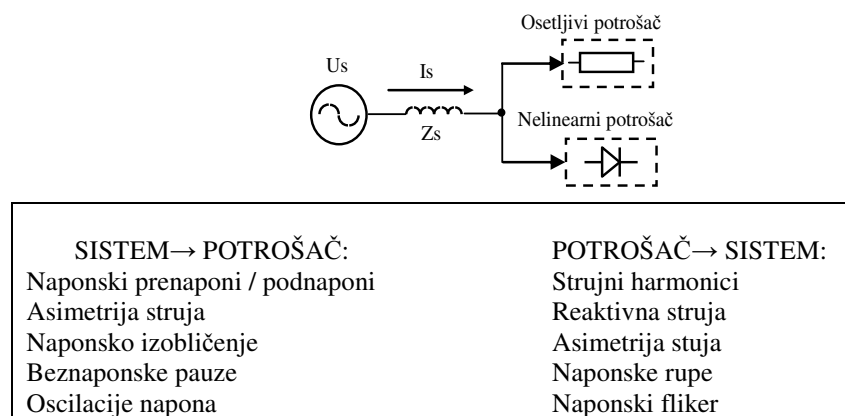 Osetljivi potrošač
Us
Is
Zs
Nelinearni potrošač
SISTEM→ POTROŠAČ:
Naponski prenaponi / podnaponi
Asimetrija struja
Naponsko izobličenje
Beznaponske pauze
Oscilacije napona
POTROŠAČ→ SISTEM:
Strujni harmonici
Reaktivna struja
Asimetrija stuja
Naponske rupe
Naponski fliker